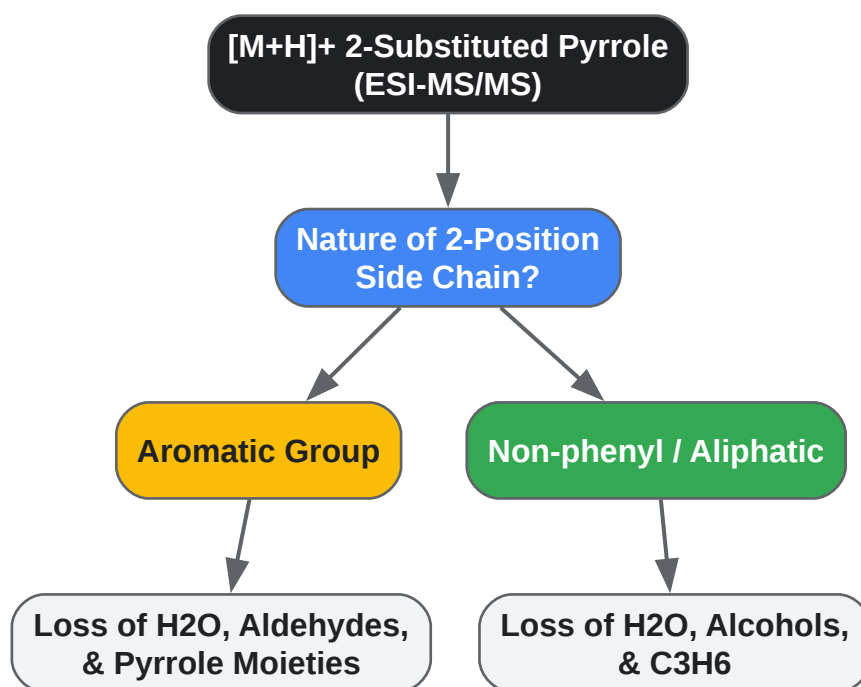 [M+H]+ 2-Substituted Pyrrole
(ESI-MS/MS)
Nature of 2-Position
Side Chain?
Aromatic Group
Non-phenyl / Aliphatic
Loss of H2O, Aldehydes,
& Pyrrole Moieties
Loss of H2O, Alcohols,
& C3H6